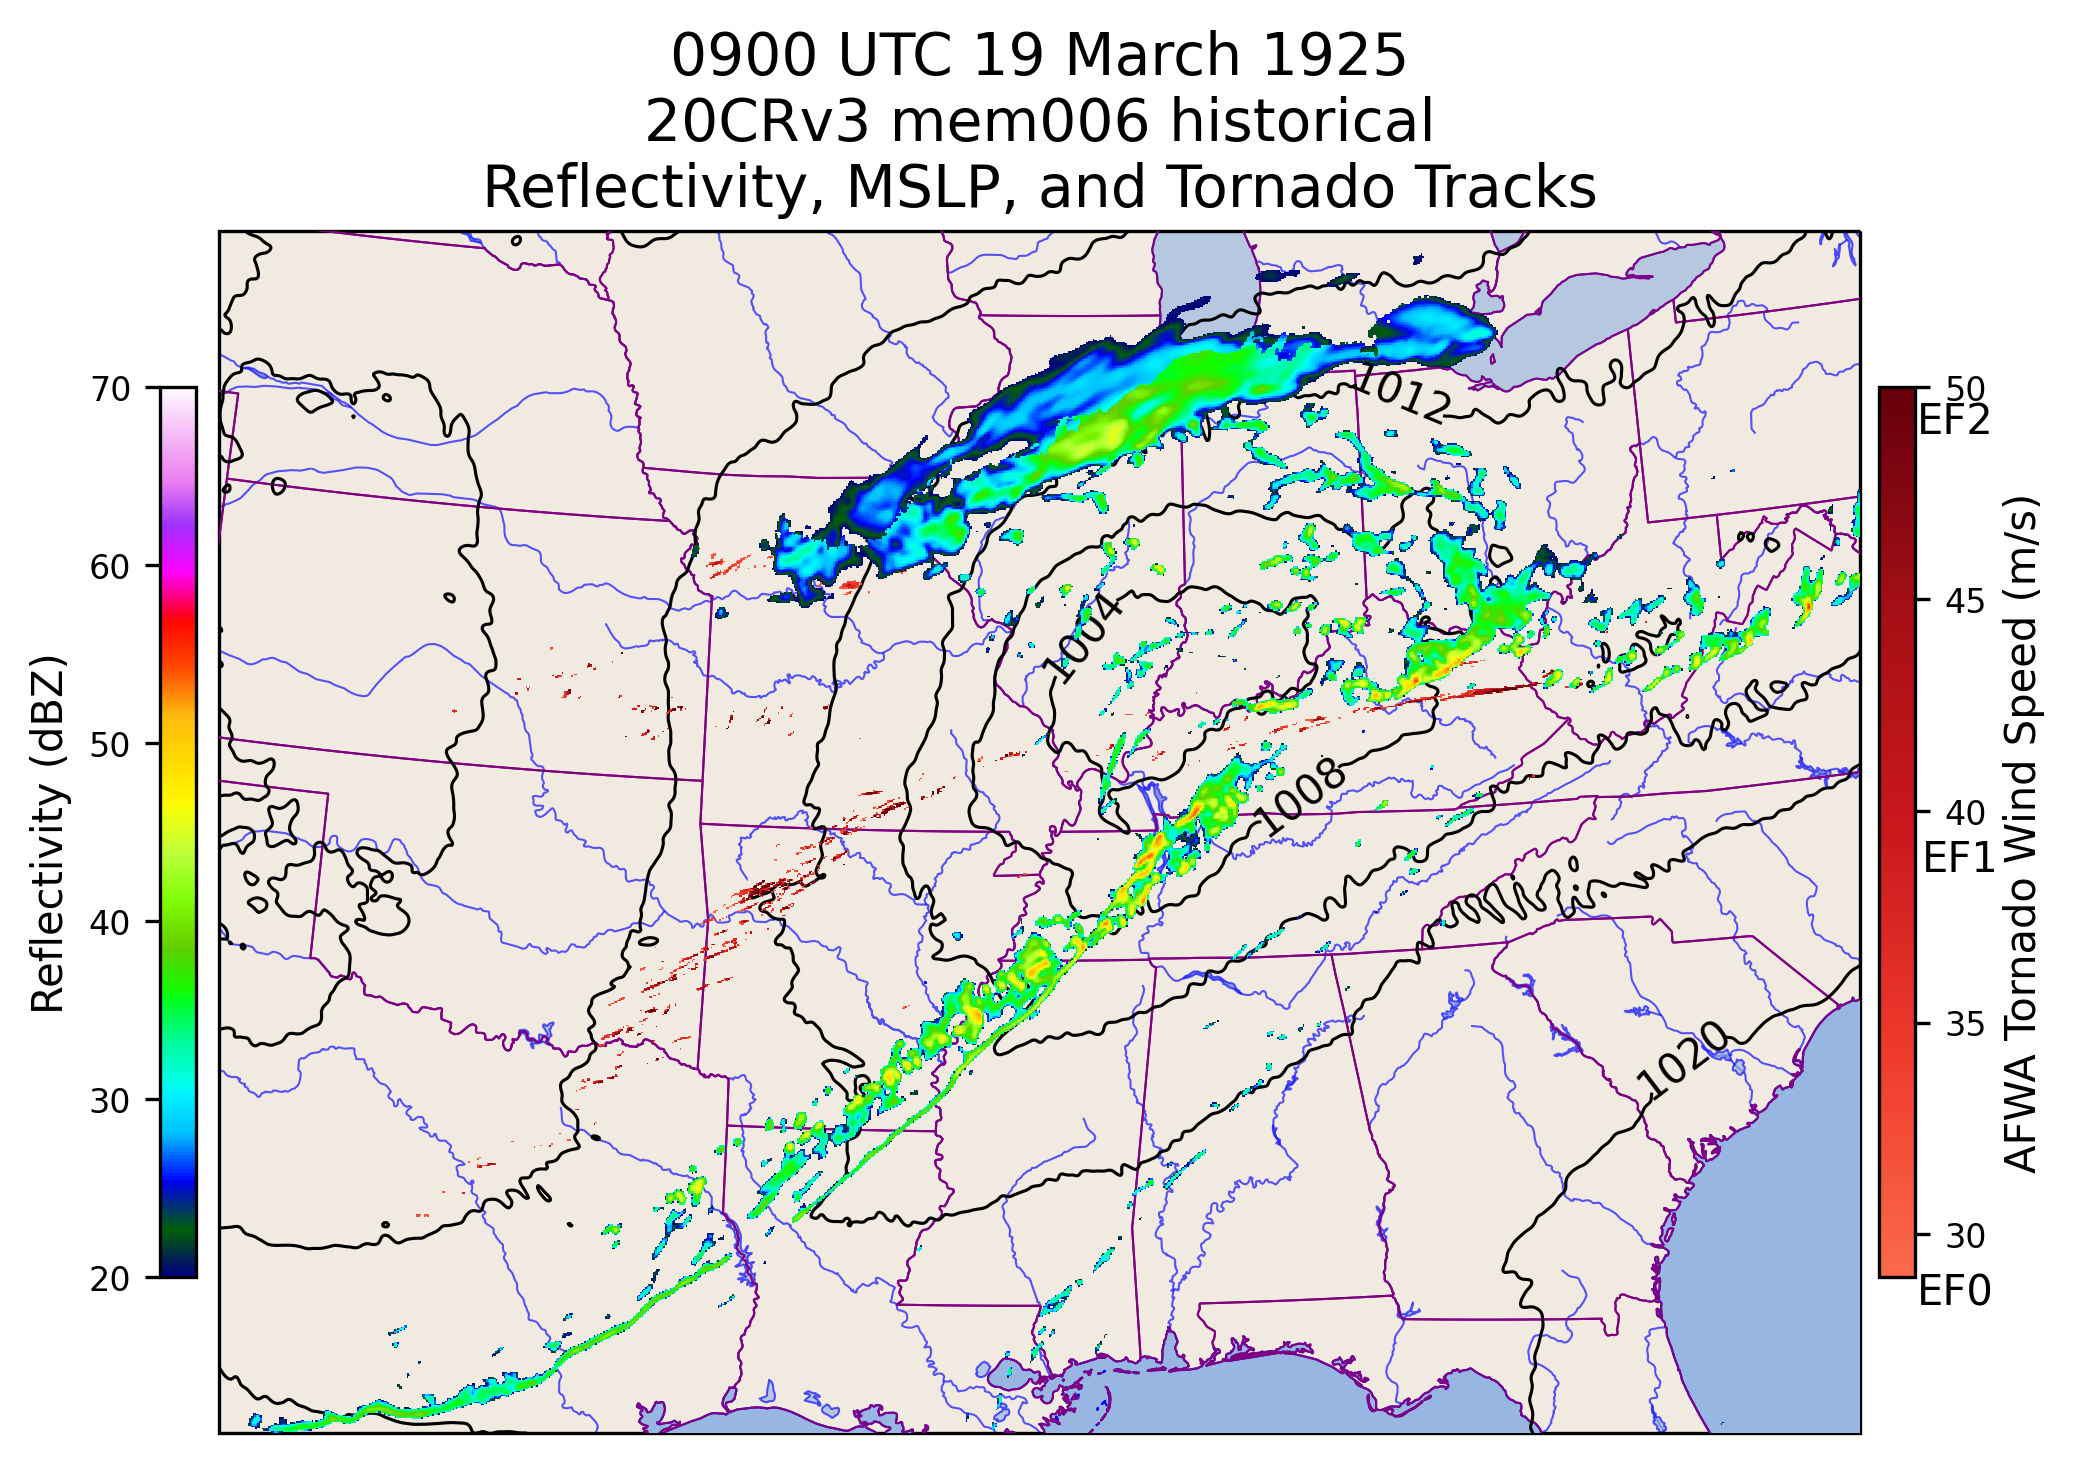 0900 UTC 19 March 1925
20CRv3 mem006 historical
Reflectivity, MSLP, and Tornado Tracks
Reflectivity (dBZ)
70
60
50
40
30
20
1012
1004
1008
1020
50
EF2
45
40
EF1
35
30
EF0
AFWA Tornado Wind Speed (m/s)